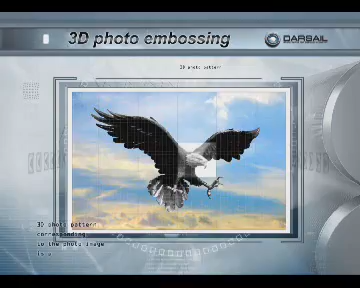 3D photo embossing
DARSAIL
3D photo pattern
3D photo pattern
corresponding
to the photo image